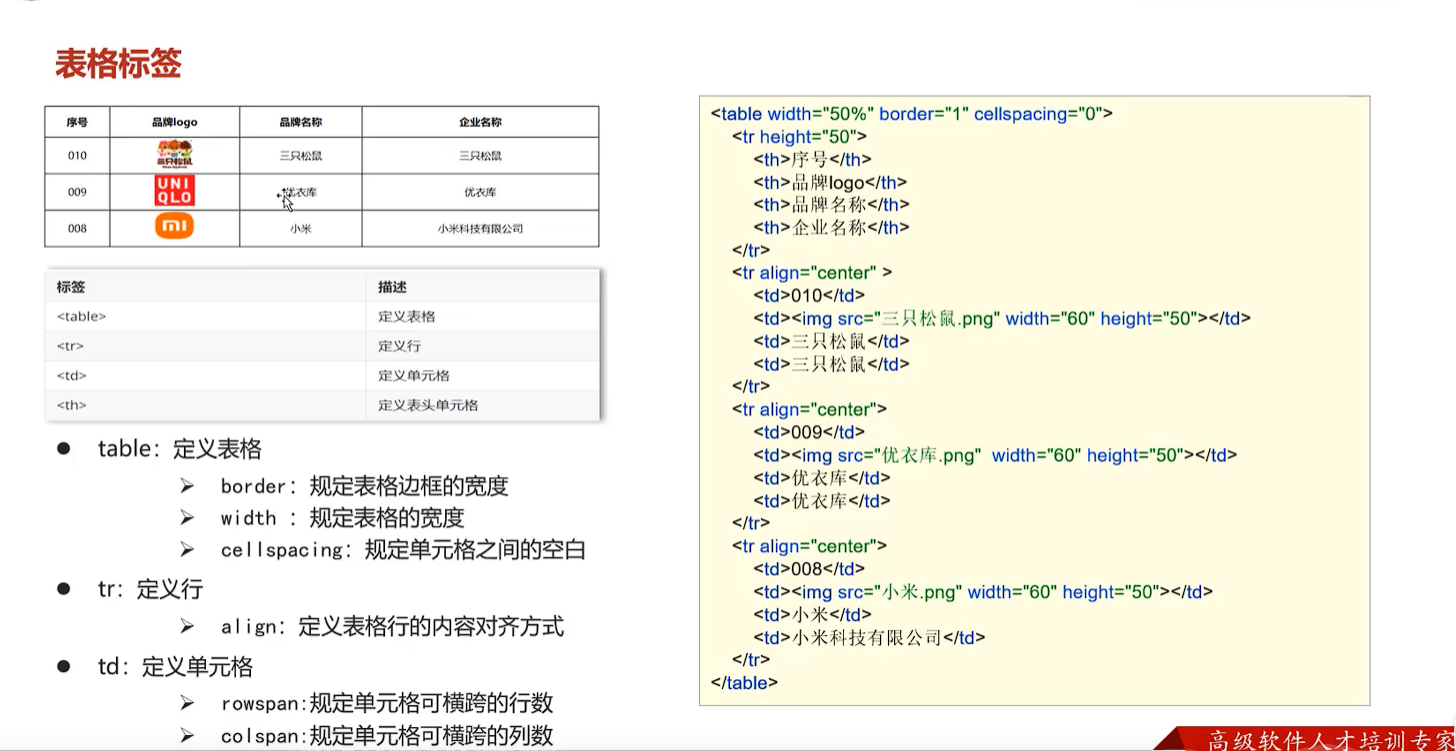 表格标签
序号 品牌logo 品牌名称 企业名称
010 三只松鼠 三只松鼠 三只松鼠
009 UNI QLO 优衣库 优衣库
008 mi 小米 小米科技有限公司
标签 描述
<table> 定义表格
<tr> 定义行
<td> 定义单元格
<th> 定义表头单元格
● table：定义表格
➢ border：规定表格边框的宽度
➢ width ：规定表格的宽度
➢ cellspacing：规定单元格之间的空白
● tr：定义行
➢ align：定义表格行的内容对齐方式
● td：定义单元格
➢ rowspan:规定单元格可横跨的行数
➢ colspan:规定单元格可横跨的列数
<table width="50%" border="1" cellspacing="0">
<tr height="50">
<th>序号</th>
<th>品牌logo</th>
<th>品牌名称</th>
<th>企业名称</th>
</tr>
<tr align="center" >
<td>010</td>
<td><img src="三只松鼠.png" width="60" height="50"></td>
<td>三只松鼠</td>
<td>三只松鼠</td>
</tr>
<tr align="center">
<td>009</td>
<td><img src="优衣库.png"  width="60" height="50"></td>
<td>优衣库</td>
<td>优衣库</td>
</tr>
<tr align="center">
<td>008</td>
<td><img src="小米.png" width="60" height="50"></td>
<td>小米</td>
<td>小米科技有限公司</td>
</tr>
</table>
高级软件人才培训专家